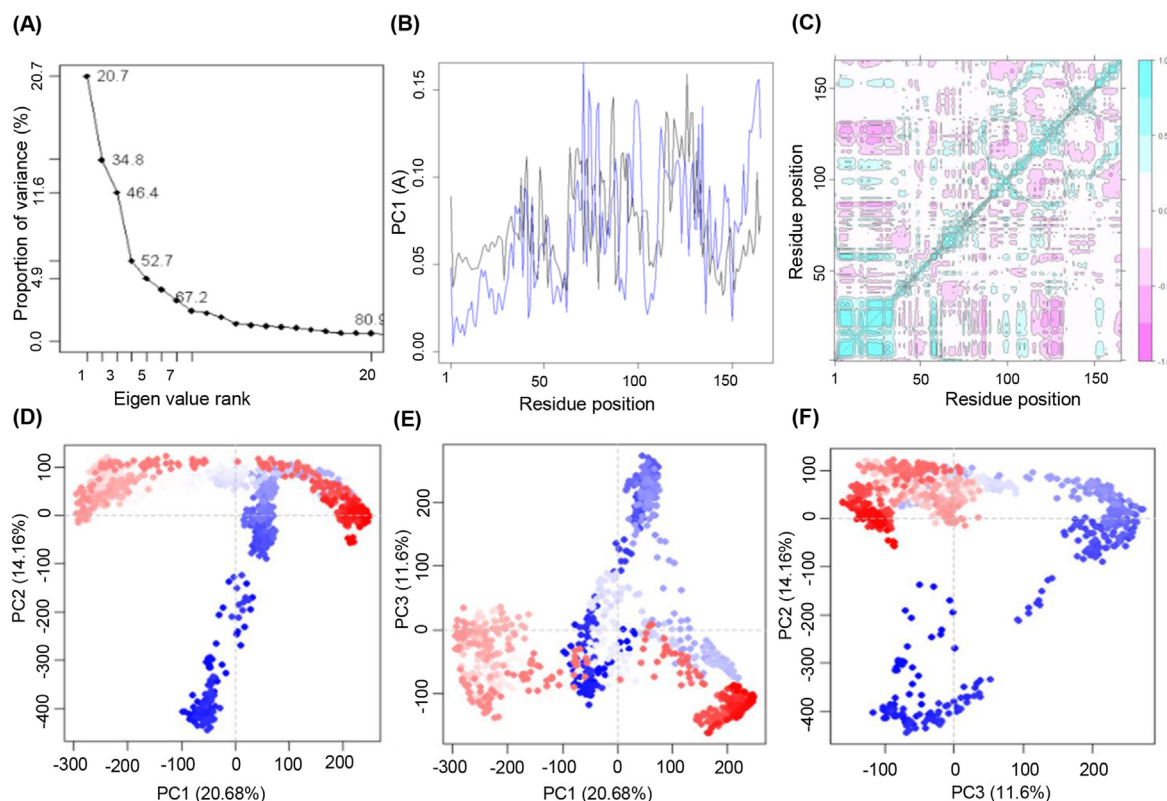 (A)
Proportion of variance (%)
20.7
11.6
4.9
0.0
20.7
34.8
46.4
52.7
67.2
80.9
1 3 5 7 20
Eigen value rank
(B)
PC1 (A)
0.15
0.10
0.05
0.00
1 50 100 150
Residue position
(C)
Residue position
150
100
50
1
1 50 100 150
Residue position
(D)
PC2 (14.16%)
100
0
-100
-200
-300
-400
-300 -200 -100 0 100 200
PC1 (20.68%)
(E)
PC3 (11.6%)
200
100
0
-100
-300 -200 -100 0 100 200
PC1 (20.68%)
(F)
PC2 (14.16%)
100
0
-100
-200
-300
-400
-100 0 100 200
PC3 (11.6%)